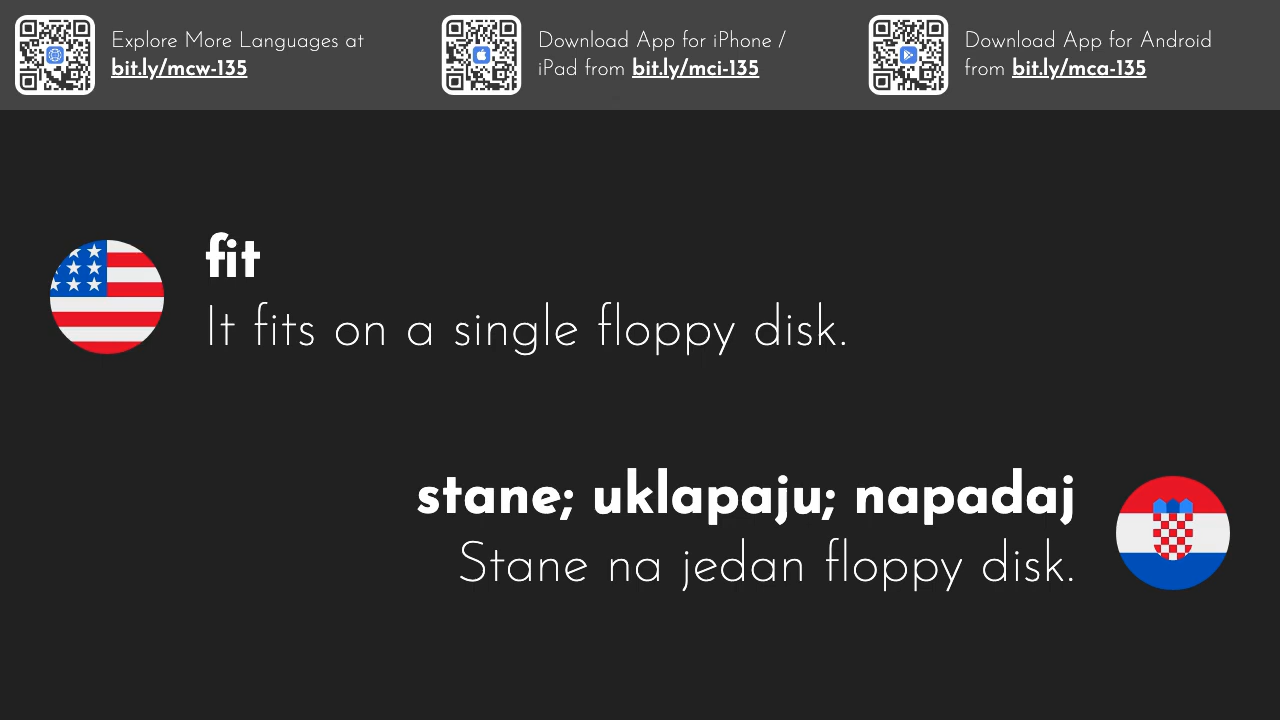 Explore More Languages at
bit.ly/mcw-135
Download App for iPhone /
iPad from bit.ly/mci-135
Download App for Android
from bit.ly/mca-135
fit
It fits on a single floppy disk.
stane; uklapaju; napadaj
Stane na jedan floppy disk.